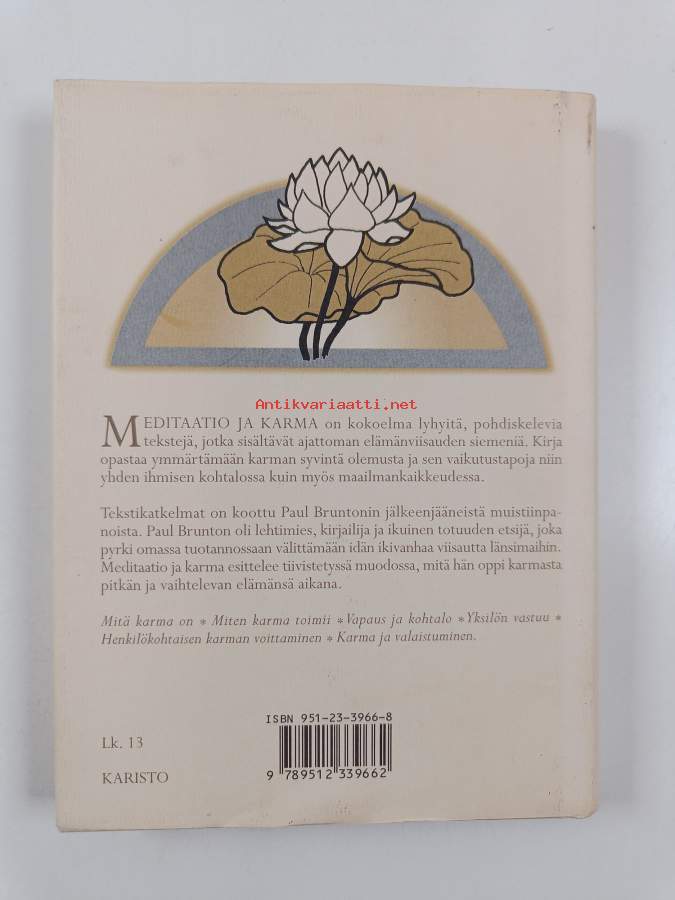 Antikvariaatti.net
MEDITAATIO JA KARMA on kokoelma lyhyitä, pohdiskelevia
tekstejä, jotka sisältävät ajattoman elämänviisauden siemeniä. Kirja
opastaa ymmärtämään karman syvintä olemusta ja sen vaikutustapoja niin
yhden ihmisen kohtalossa kuin myös maailmankaikkeudessa.
Tekstikatkelmat on koottu Paul Bruntonin jälkeenjääneistä muistiinpa-
noista. Paul Brunton oli lehtimies, kirjailija ja ikuinen totuuden etsijä, joka
pyrki omassa tuotannossaan välittämään idän ikivanhaa viisautta länsimaihin.
Meditaatio ja karma esittelee tiivistetyssä muodossa, mitä hän oppi karmasta
pitkän ja vaihtelevan elämänsä aikana.
Mitä karma on * Miten karma toimii * Vapaus ja kohtalo * Yksilön vastuu *
Henkilökohtaisen karman voittaminen * Karma ja valaistuminen.
ISBN 951-23-3966-8
Lk. 13
KARISTO
9 789512 339662